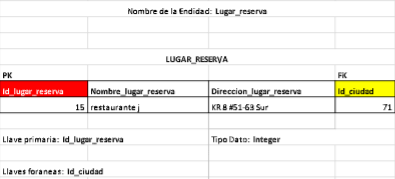 Nombre de la Endidad: Lugar_reserva
LUGAR_RESERVA
PK FK
Id_lugar_reserva Nombre_lugar_reserva Direccion_lugar_reserva Id_ciudad
15 restaurante j KR 8 #51-63 Sur 71
Llave primaria: Id_lugar_reserva Tipo Dato: Integer
Llaves foraneas: Id_ciudad